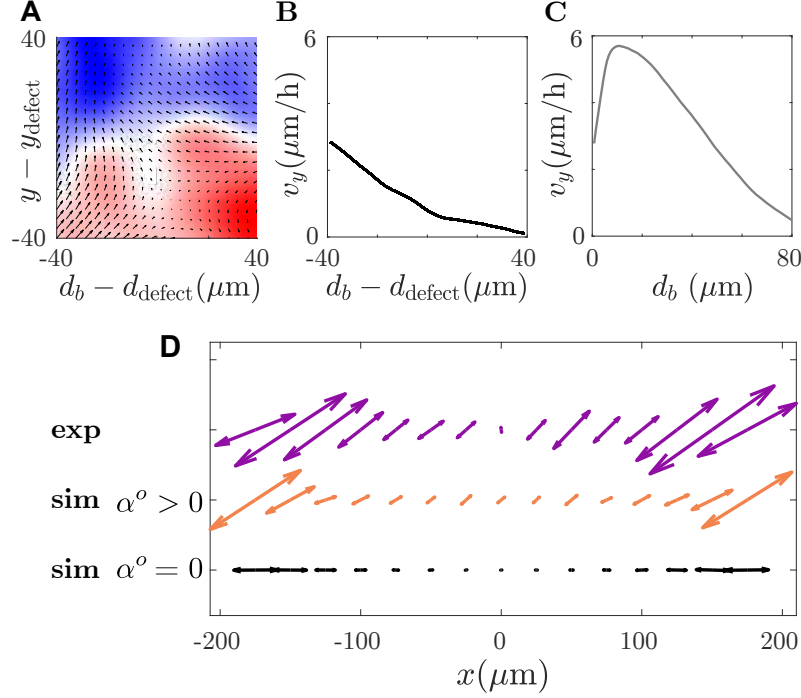 A
40
y − y_defect
-40
-40
40
d_b − d_defect(μm)
B
6
v_y(μm/h)
0
-40
40
d_b − d_defect(μm)
C
6
v_y(μm/h)
0
0
80
d_b (μm)
D
exp
sim α^o > 0
sim α^o = 0
-200
-100
0
100
200
x(μm)